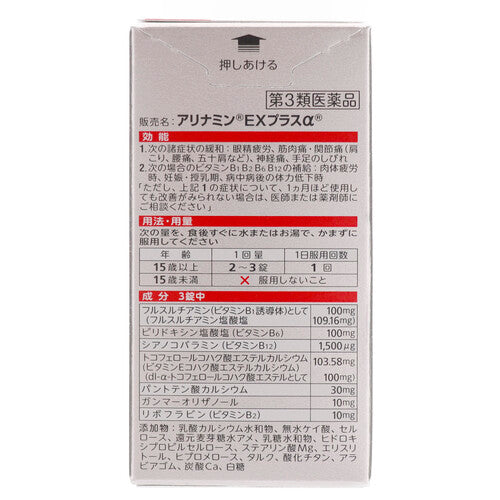 押しあける
第3類医薬品
販売名:アリナミン®EXプラスα®
効能
1.次の諸症状の緩和:眼精疲労、筋肉痛・関節痛(肩
こり、腰痛、五十肩など)、神経痛、手足のしびれ
2.次の場合のビタミンB1 B2 B6 B12の補給:肉体疲労
時、妊娠・授乳期、病中病後の体力低下時
「ただし、上記1の症状について、1ヵ月ほど使用し
ても改善がみられない場合は、医師または薬剤師に
ご相談ください」
用法・用量
次の量を、食後すぐに水またはお湯で、かまずに
服用してください
年齢 1回量 1日服用回数
15歳以上 2〜3錠 1回
15歳未満 × 服用しないこと
成分 3錠中
フルスルチアミン(ビタミンB1誘導体)として 100mg
(フルスルチアミン塩酸塩 109.16mg)
ピリドキシン塩酸塩(ビタミンB6) 100mg
シアノコバラミン(ビタミンB12) 1,500μg
トコフェロールコハク酸エステルカルシウム 103.58mg
(ビタミンEコハク酸エステルカルシウム)
(dl-α-トコフェロールコハク酸エステルとして 100mg)
パントテン酸カルシウム 30mg
ガンマーオリザノール 10mg
リボフラビン(ビタミンB2) 10mg
添加物:乳酸カルシウム水和物、無水ケイ酸、セル
ロース、還元麦芽糖水アメ、乳糖水和物、ヒドロキ
シプロピルセルロース、ステアリン酸Mg、エリスリ
トール、ヒプロメロース、タルク、酸化チタン、アラ
ビアゴム、炭酸Ca、白糖